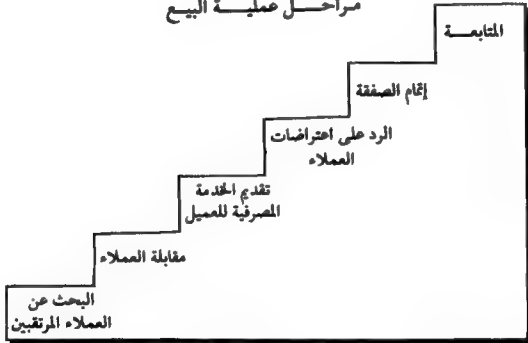 مراحل عملية البيع
المتابعة
إتمام الصفقة
الرد على اعتراضات
العملاء
تقديم الخدمة
المصرفية للعميل
مقابلة العملاء
البحث عن
العملاء المرتقبين